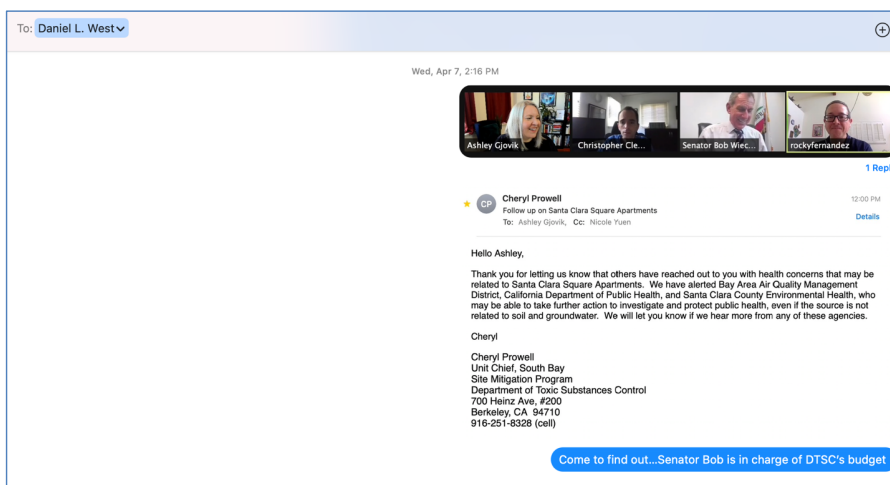 To: Daniel L. West
Wed, Apr 7, 2:16 PM
Ashley Gjovik
Christopher Cle...
Senator Bob Wiec...
rockyfernandez
1 Repl
CP
Cheryl Prowell
12:00 PM
Follow up on Santa Clara Square Apartments
Details
To: Ashley Gjovik, Cc: Nicole Yuen
Hello Ashley,
Thank you for letting us know that others have reached out to you with health concerns that may be
related to Santa Clara Square Apartments. We have alerted Bay Area Air Quality Management
District, California Department of Public Health, and Santa Clara County Environmental Health, who
may be able to take further action to investigate and protect public health, even if the source is not
related to soil and groundwater. We will let you know if we hear more from any of these agencies.
Cheryl
Cheryl Prowell
Unit Chief, South Bay
Site Mitigation Program
Department of Toxic Substances Control
700 Heinz Ave, #200
Berkeley, CA 94710
916-251-8328 (cell)
Come to find out...Senator Bob is in charge of DTSC's budget